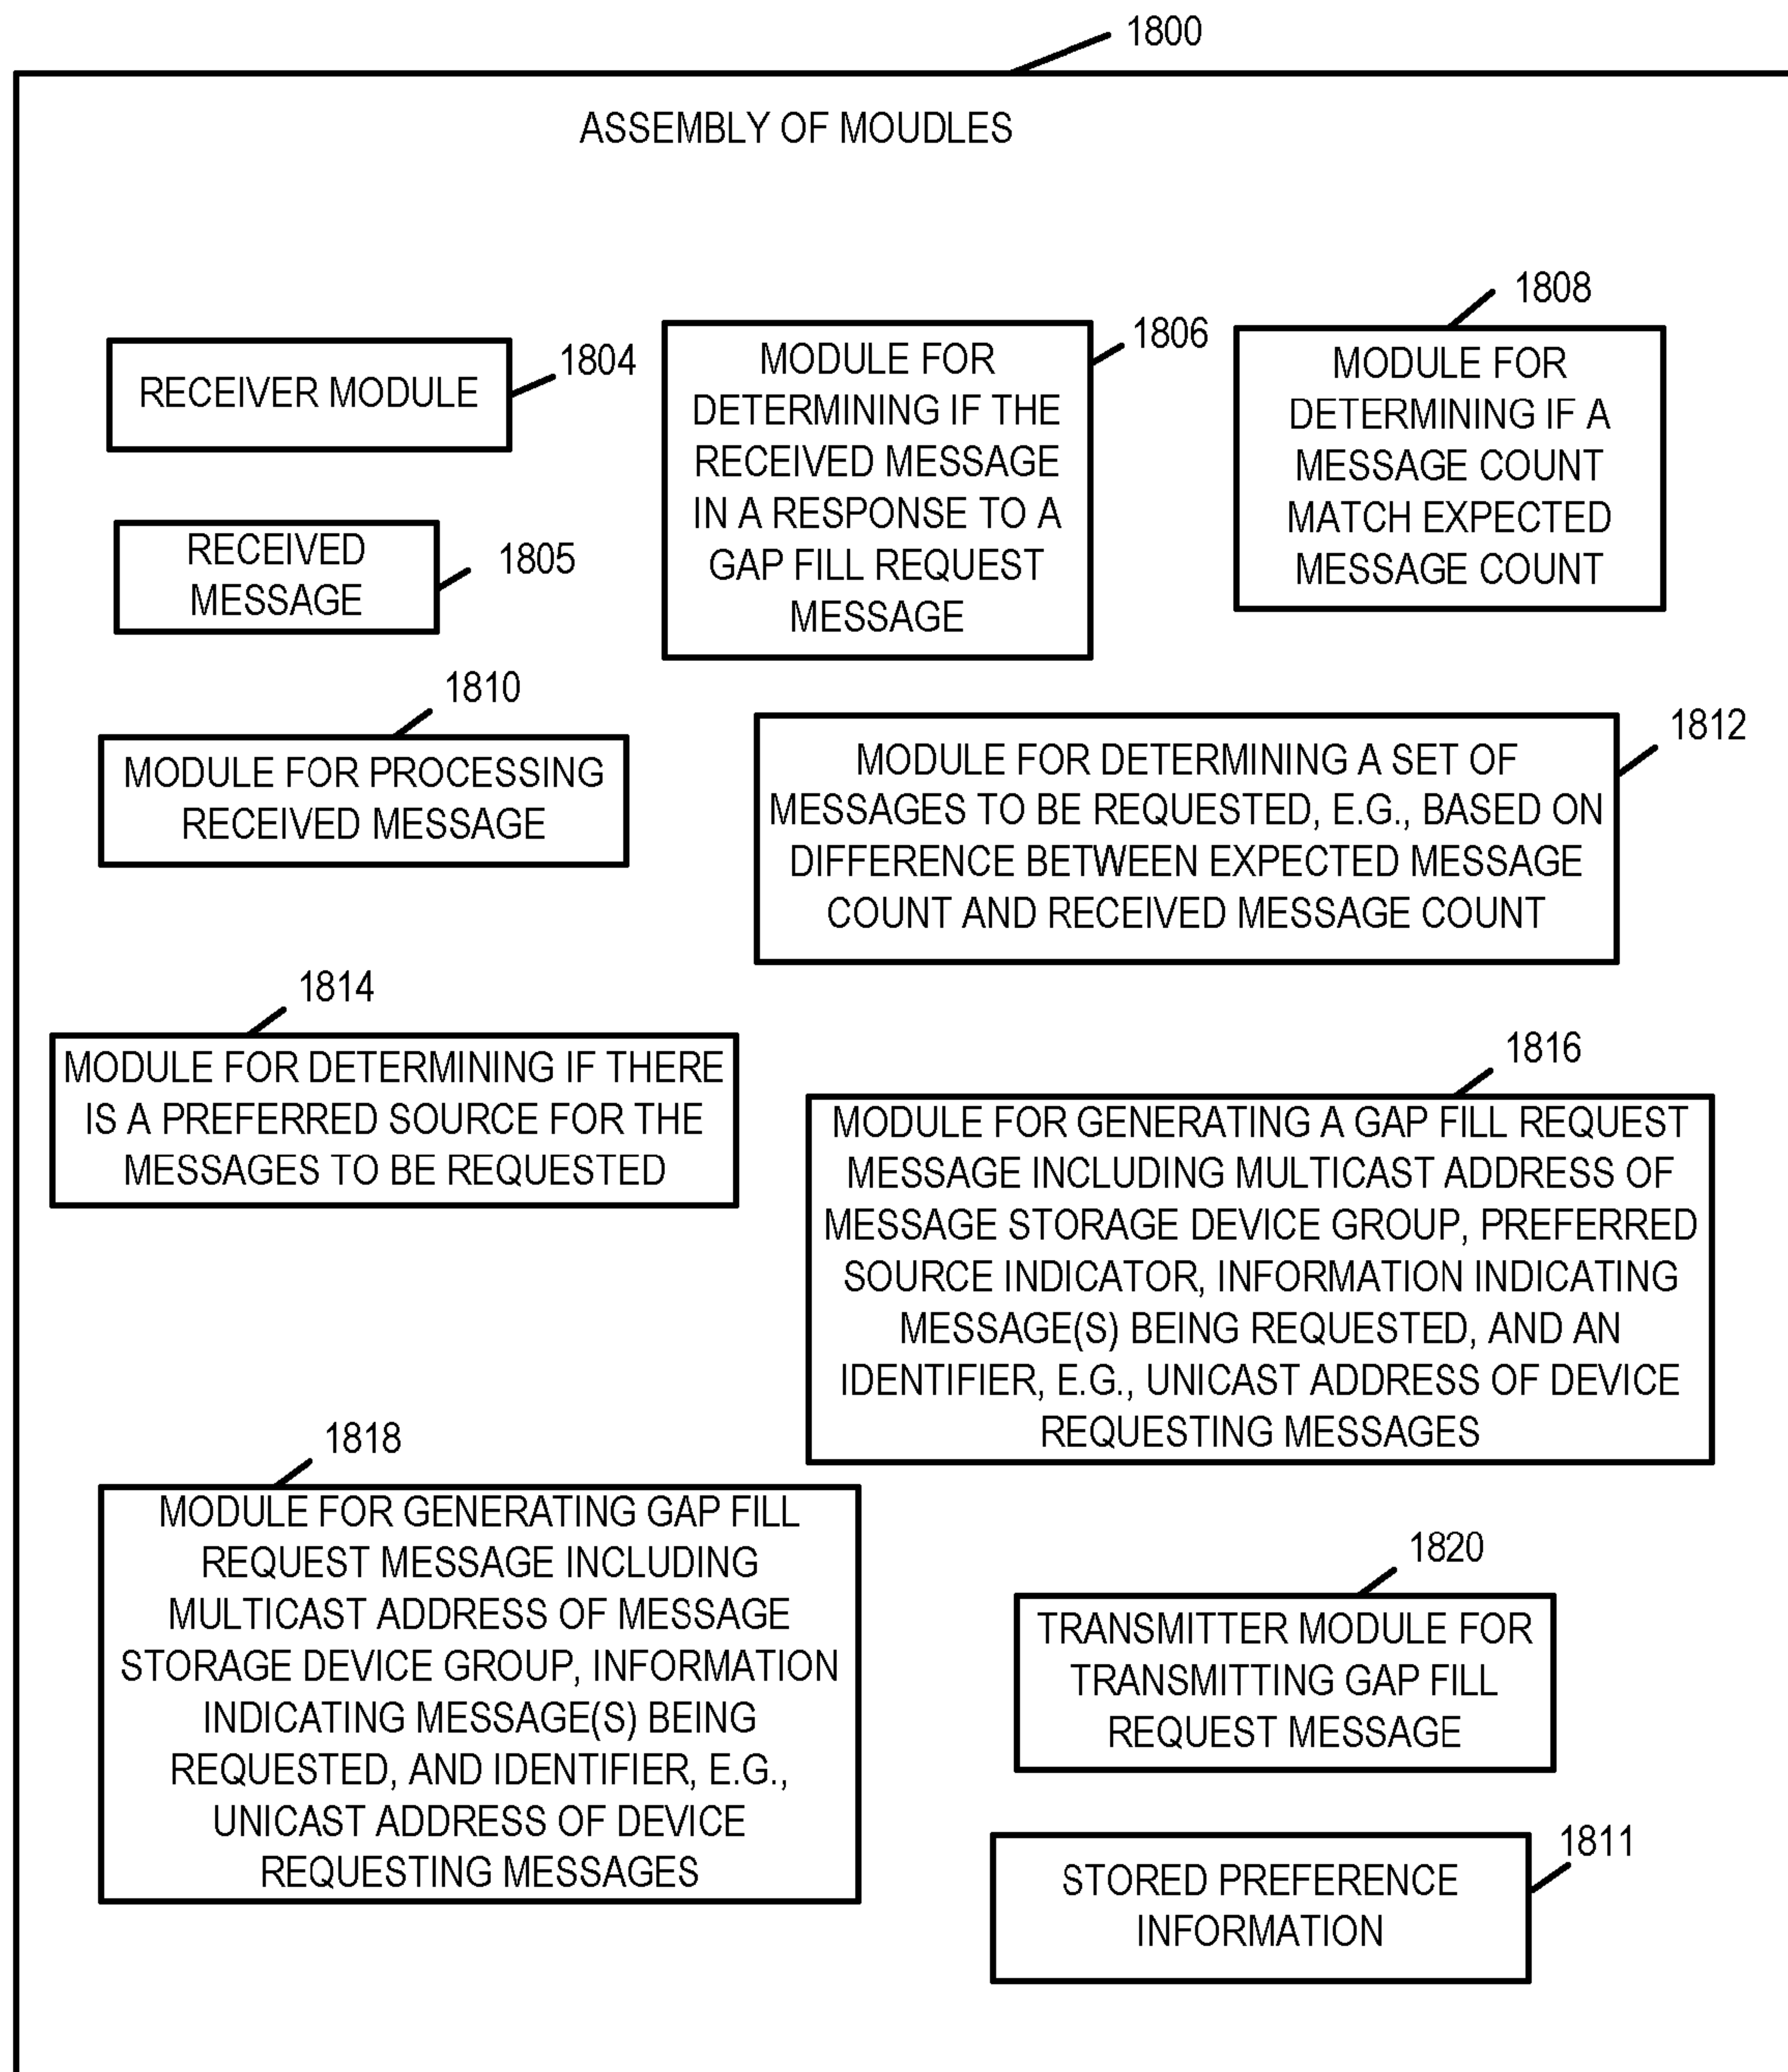 1800
ASSEMBLY OF MOUDLES
RECEIVER MODULE
1804
MODULE FOR
DETERMINING IF THE
RECEIVED MESSAGE
IN A RESPONSE TO A
GAP FILL REQUEST
MESSAGE
1806
1808
MODULE FOR
DETERMINING IF A
MESSAGE COUNT
MATCH EXPECTED
MESSAGE COUNT
RECEIVED
MESSAGE
1805
1810
MODULE FOR PROCESSING
RECEIVED MESSAGE
1812
MODULE FOR DETERMINING A SET OF
MESSAGES TO BE REQUESTED, E.G., BASED ON
DIFFERENCE BETWEEN EXPECTED MESSAGE
COUNT AND RECEIVED MESSAGE COUNT
1814
MODULE FOR DETERMINING IF THERE
IS A PREFERRED SOURCE FOR THE
MESSAGES TO BE REQUESTED
1816
MODULE FOR GENERATING A GAP FILL REQUEST
MESSAGE INCLUDING MULTICAST ADDRESS OF
MESSAGE STORAGE DEVICE GROUP, PREFERRED
SOURCE INDICATOR, INFORMATION INDICATING
MESSAGE(S) BEING REQUESTED, AND AN
IDENTIFIER, E.G., UNICAST ADDRESS OF DEVICE
REQUESTING MESSAGES
1818
MODULE FOR GENERATING GAP FILL
REQUEST MESSAGE INCLUDING
MULTICAST ADDRESS OF MESSAGE
STORAGE DEVICE GROUP, INFORMATION
INDICATING MESSAGE(S) BEING
REQUESTED, AND IDENTIFIER, E.G.,
UNICAST ADDRESS OF DEVICE
REQUESTING MESSAGES
1820
TRANSMITTER MODULE FOR
TRANSMITTING GAP FILL
REQUEST MESSAGE
1811
STORED PREFERENCE
INFORMATION